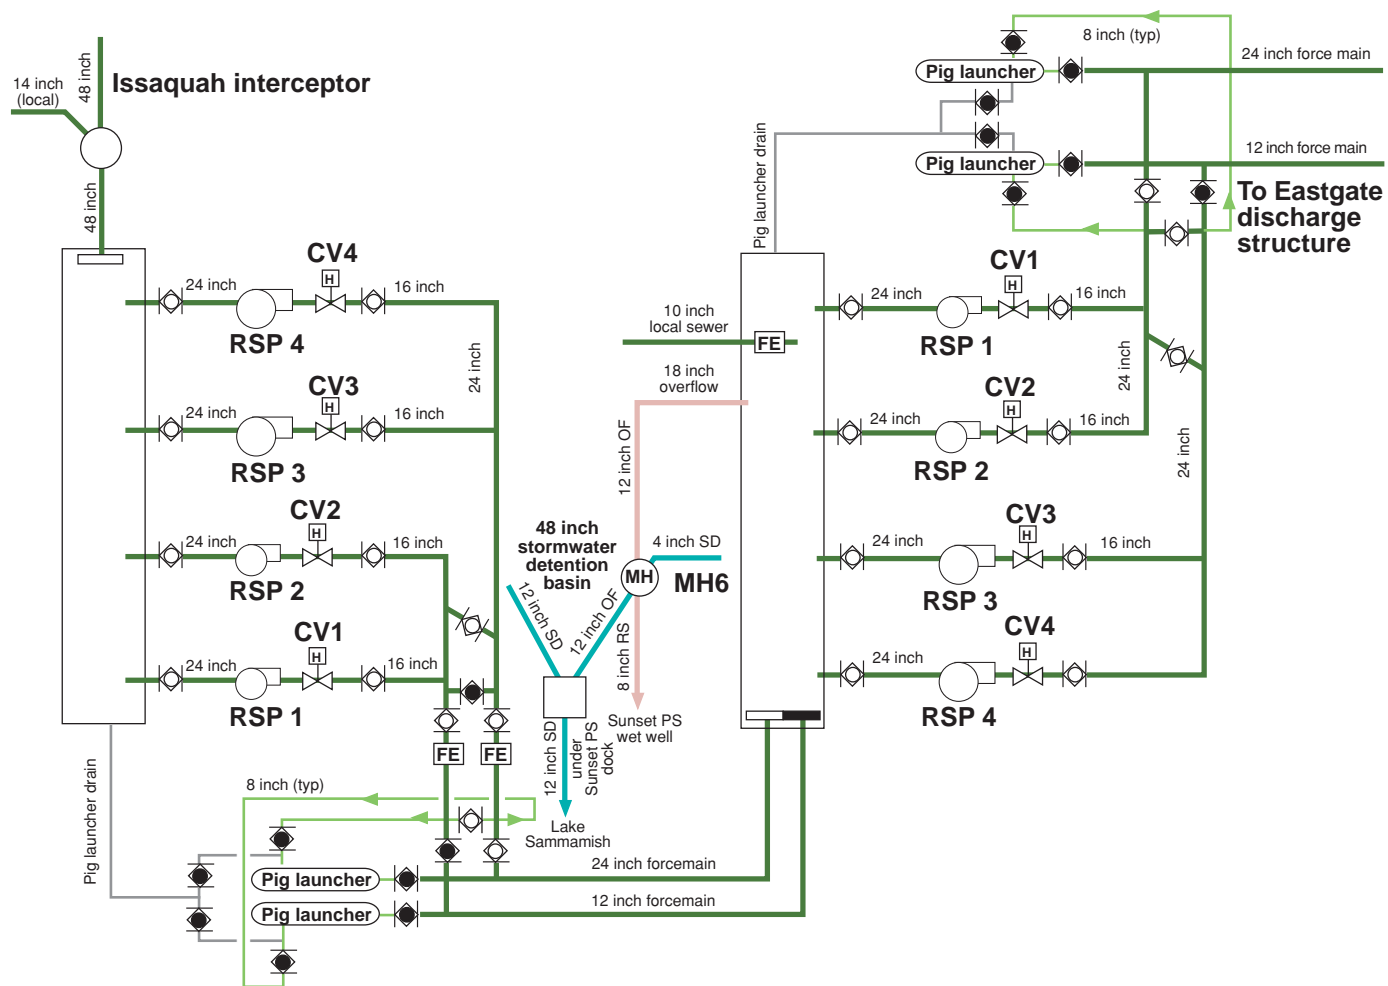 Issaquah interceptor
14 inch
(local)
48 inch
48 inch
CV4
24 inch
H
16 inch
RSP 4
CV3
24 inch
H
16 inch
RSP 3
24 inch
CV2
24 inch
H
16 inch
RSP 2
CV1
24 inch
H
16 inch
RSP 1
FE
FE
Pig launcher drain
8 inch (typ)
Pig launcher
Pig launcher
24 inch forcemain
12 inch forcemain
10 inch
local sewer
FE
18 inch
overflow
12 inch OF
48 inch
stormwater
detention
basin
4 inch SD
MH
MH6
12 inch SD
12 inch OF
8 inch RS
Sunset PS
wet well
12 inch SD
under
Sunset PS
dock
Lake
Sammamish
Pig launcher drain
8 inch (typ)
Pig launcher
24 inch force main
Pig launcher
12 inch force main
To Eastgate
discharge
structure
CV1
24 inch
H
16 inch
RSP 1
24 inch
CV2
24 inch
H
16 inch
RSP 2
24 inch
CV3
24 inch
H
16 inch
RSP 3
CV4
24 inch
H
RSP 4